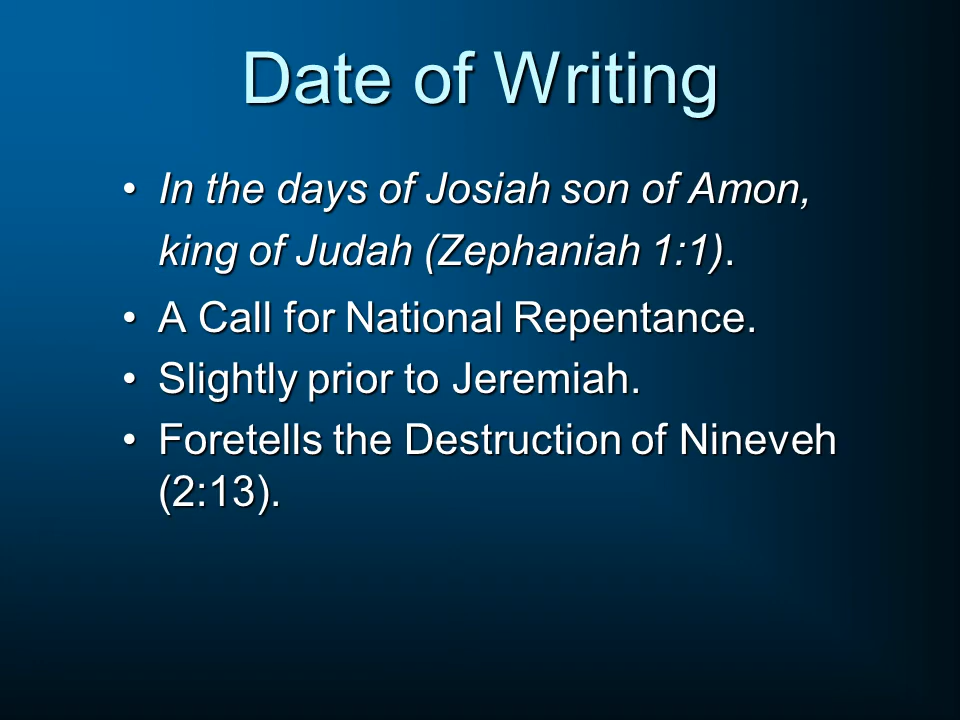 Date of Writing
• In the days of Josiah son of Amon,
king of Judah (Zephaniah 1:1).
• A Call for National Repentance.
• Slightly prior to Jeremiah.
• Foretells the Destruction of Nineveh
(2:13).